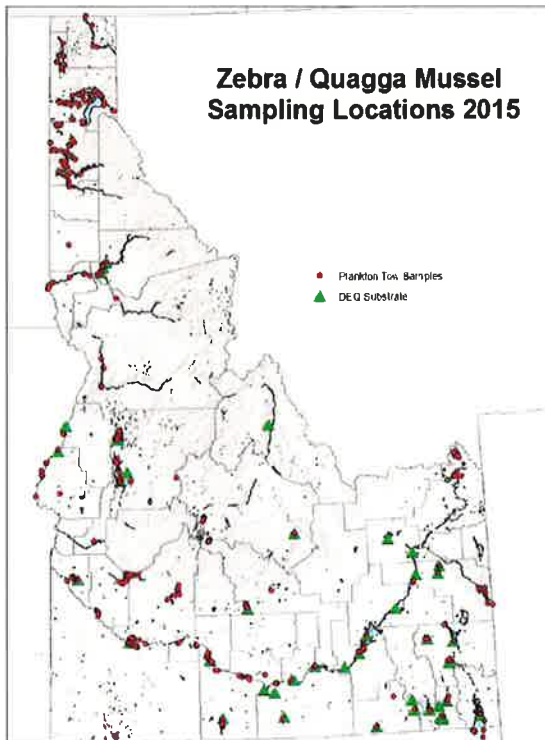 Zebra / Quagga Mussel
Sampling Locations 2015
Plankton Tow Samples
DEQ Substrate